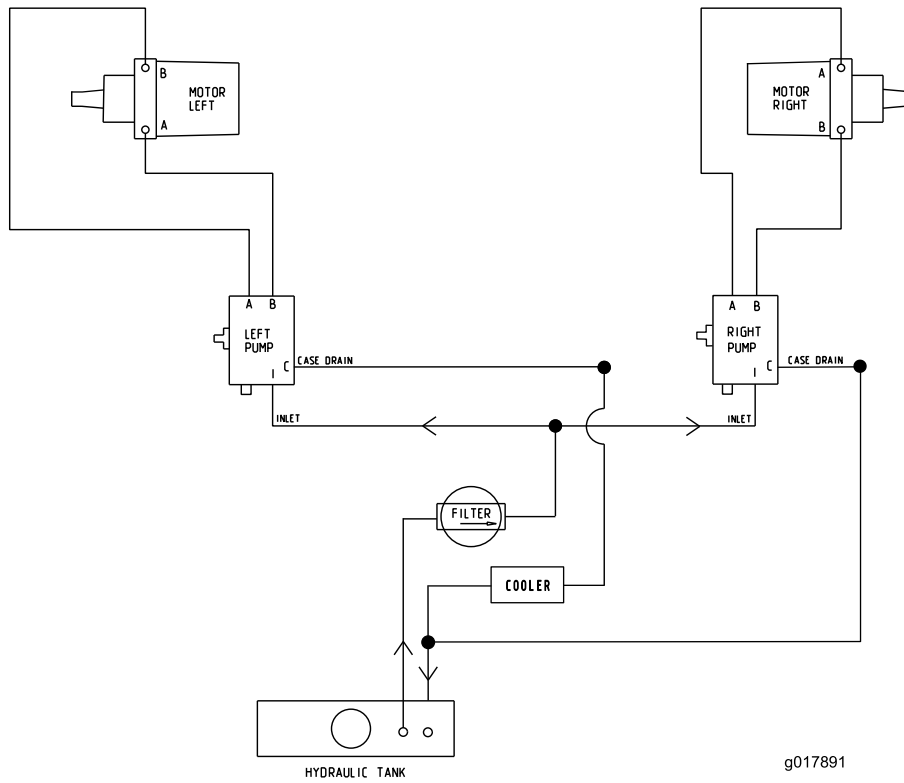 B
MOTOR
LEFT
A
A
MOTOR
RIGHT
B
A B
LEFT
PUMP
C
CASE DRAIN
I
INLET
A B
RIGHT
PUMP
C
CASE DRAIN
I
INLET
FILTER
COOLER
HYDRAULIC TANK
g017891